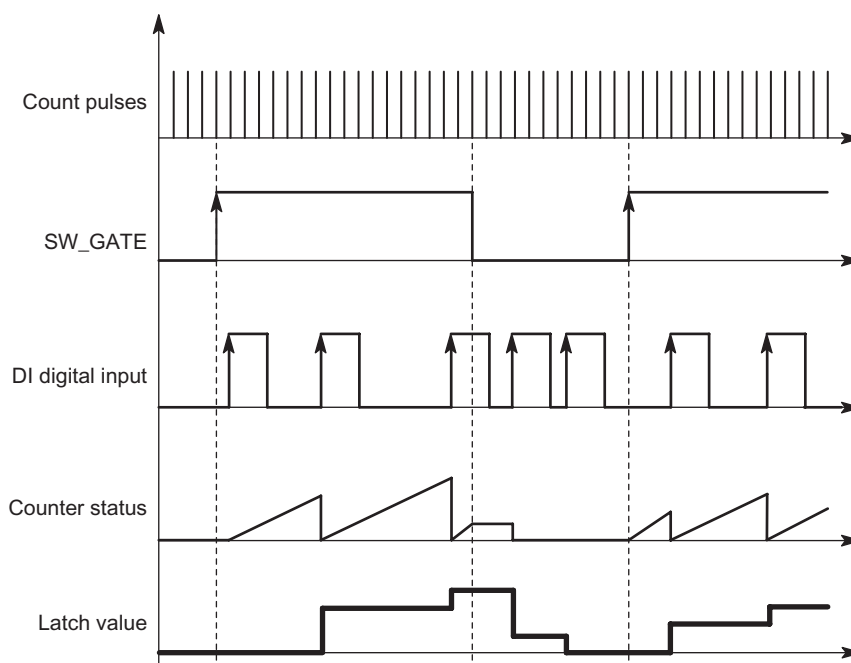 Count pulses
SW_GATE
DI digital input
Counter status
Latch value